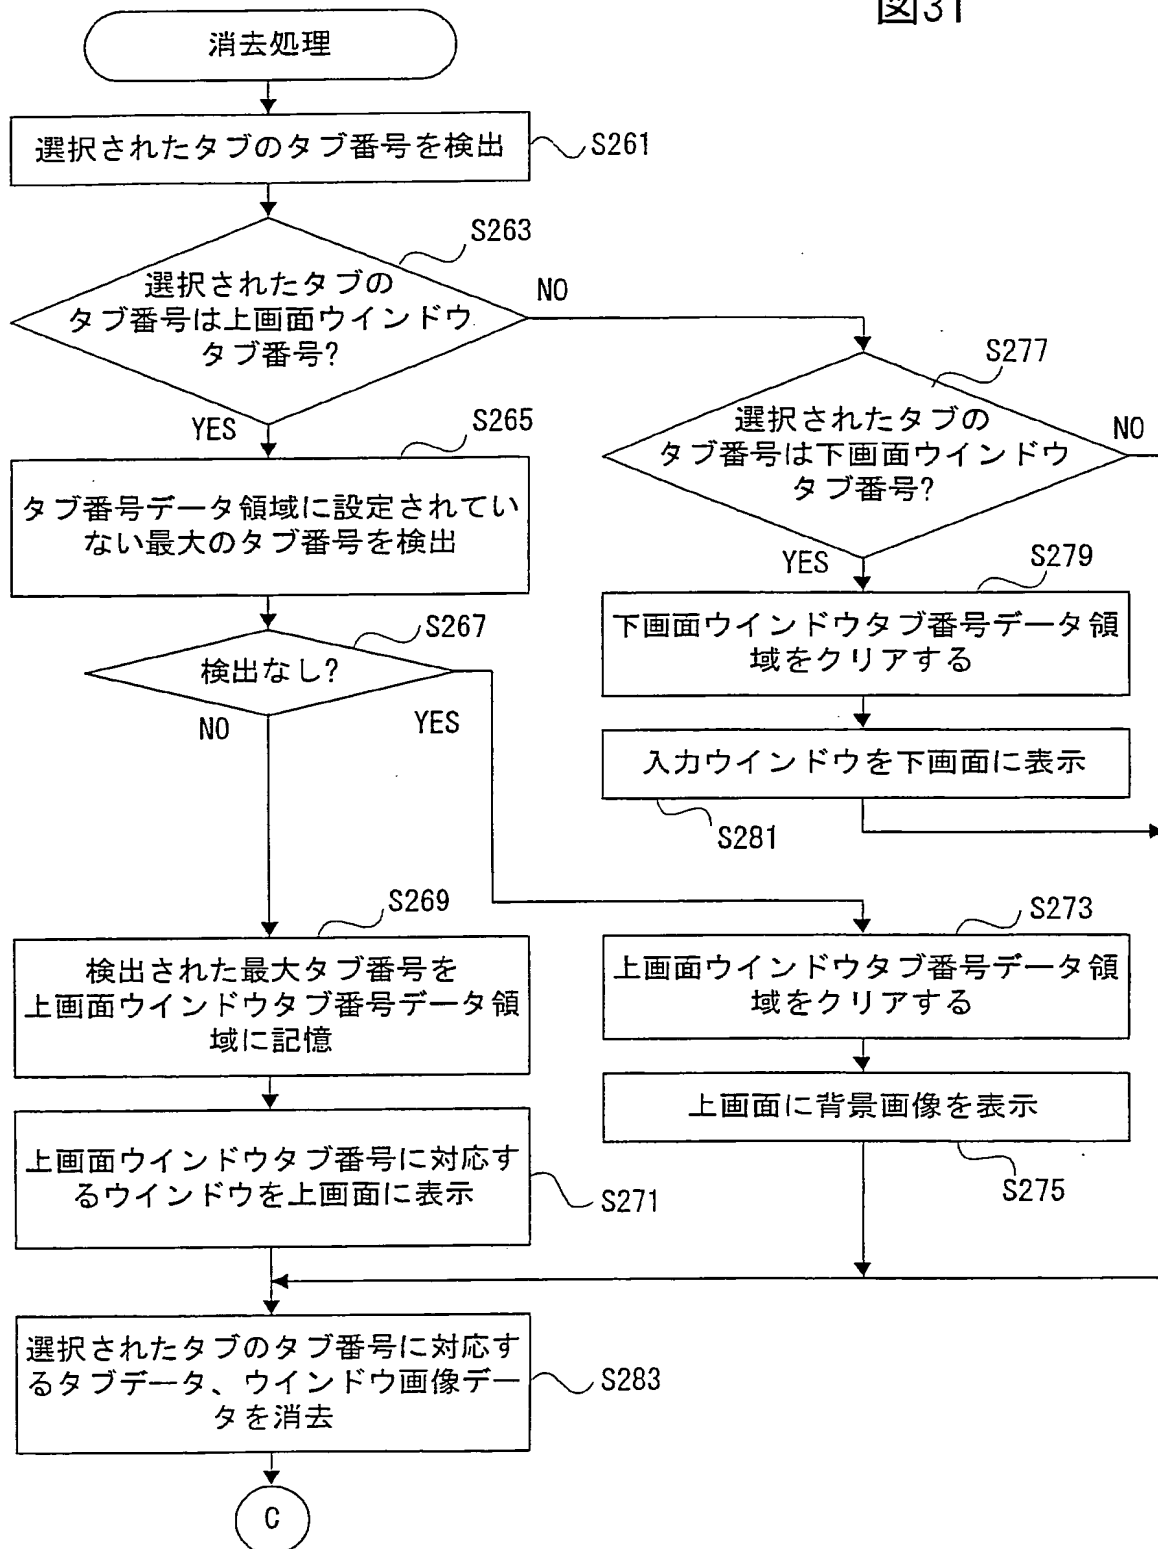 図31
消去処理
選択されたタブのタブ番号を検出
S261
S263
選択されたタブの
タブ番号は上画面ウインドウ
タブ番号?
NO
YES
S277
選択されたタブの
タブ番号は下画面ウインドウ
タブ番号?
NO
YES
S265
タブ番号データ領域に設定されてい
ない最大のタブ番号を検出
S267
検出なし?
NO
YES
S279
下画面ウインドウタブ番号データ領
域をクリアする
入力ウインドウを下画面に表示
S281
S269
検出された最大タブ番号を
上画面ウインドウタブ番号データ領
域に記憶
S273
上画面ウインドウタブ番号データ領
域をクリアする
上画面に背景画像を表示
S275
上画面ウインドウタブ番号に対応す
るウインドウを上画面に表示
S271
選択されたタブのタブ番号に対応す
るタブデータ、ウインドウ画像デー
タを消去
S283
C